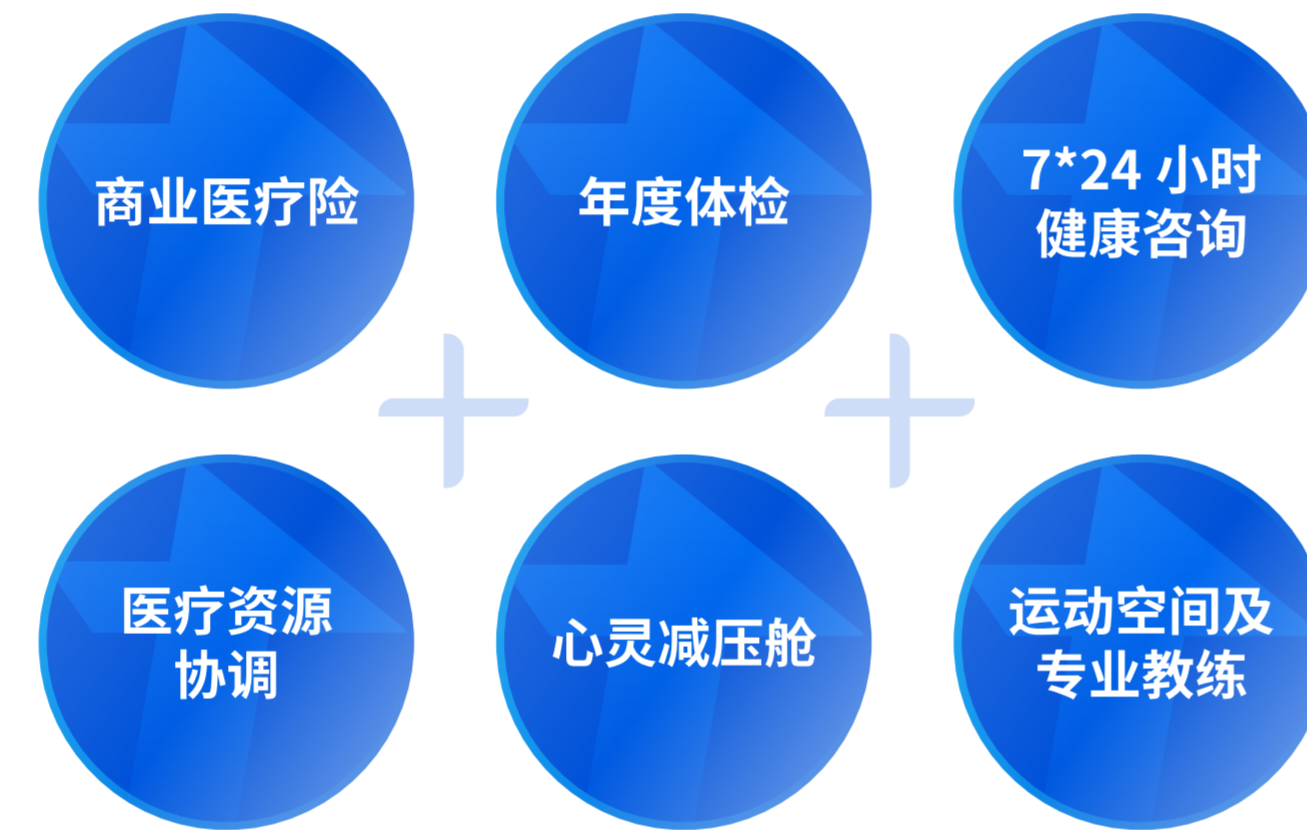 商业医疗险
年度体检
7*24 小时
健康咨询
医疗资源
协调
心灵减压舱
运动空间及
专业教练